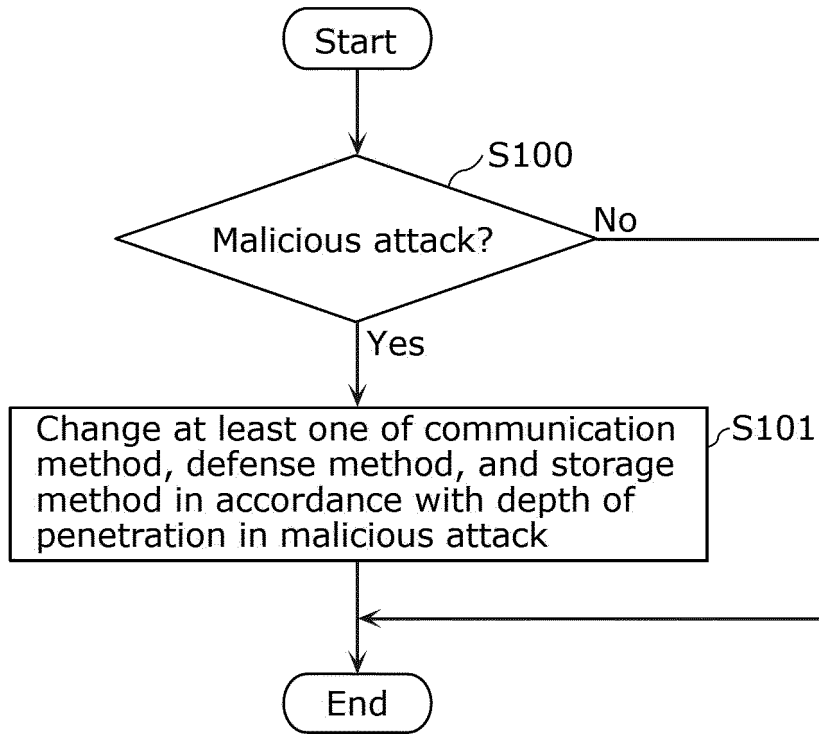 Start
S100
Malicious attack?
No
Yes
Change at least one of communication
method, defense method, and storage
method in accordance with depth of
penetration in malicious attack
S101
End